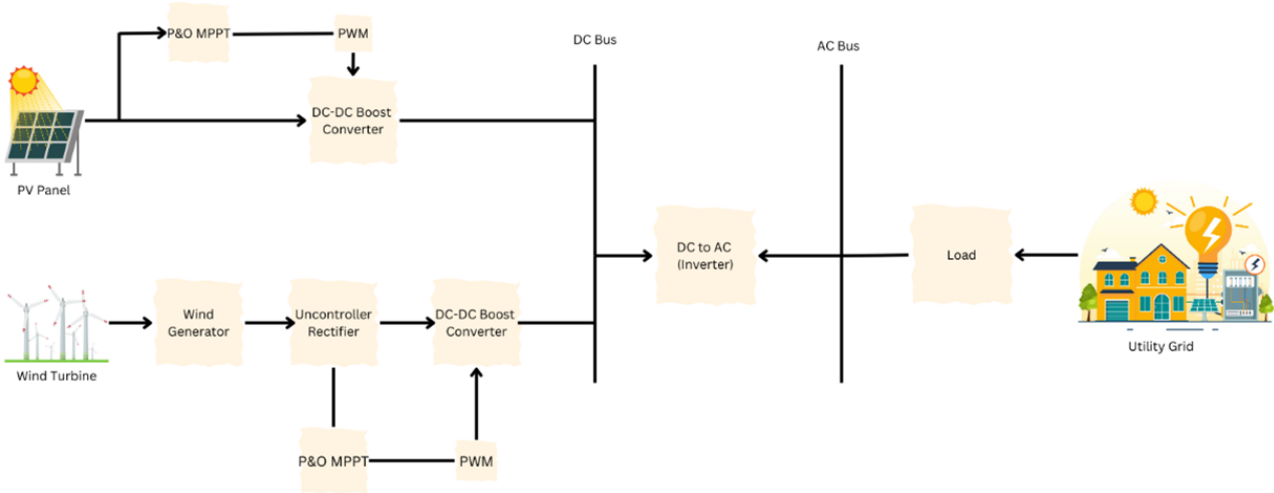 P&O MPPT
PWM
DC Bus
AC Bus
DC-DC Boost
Converter
PV Panel
DC to AC
(Inverter)
Load
Wind
Generator
Uncontroller
Rectifier
DC-DC Boost
Converter
Utility Grid
Wind Turbine
P&O MPPT
PWM